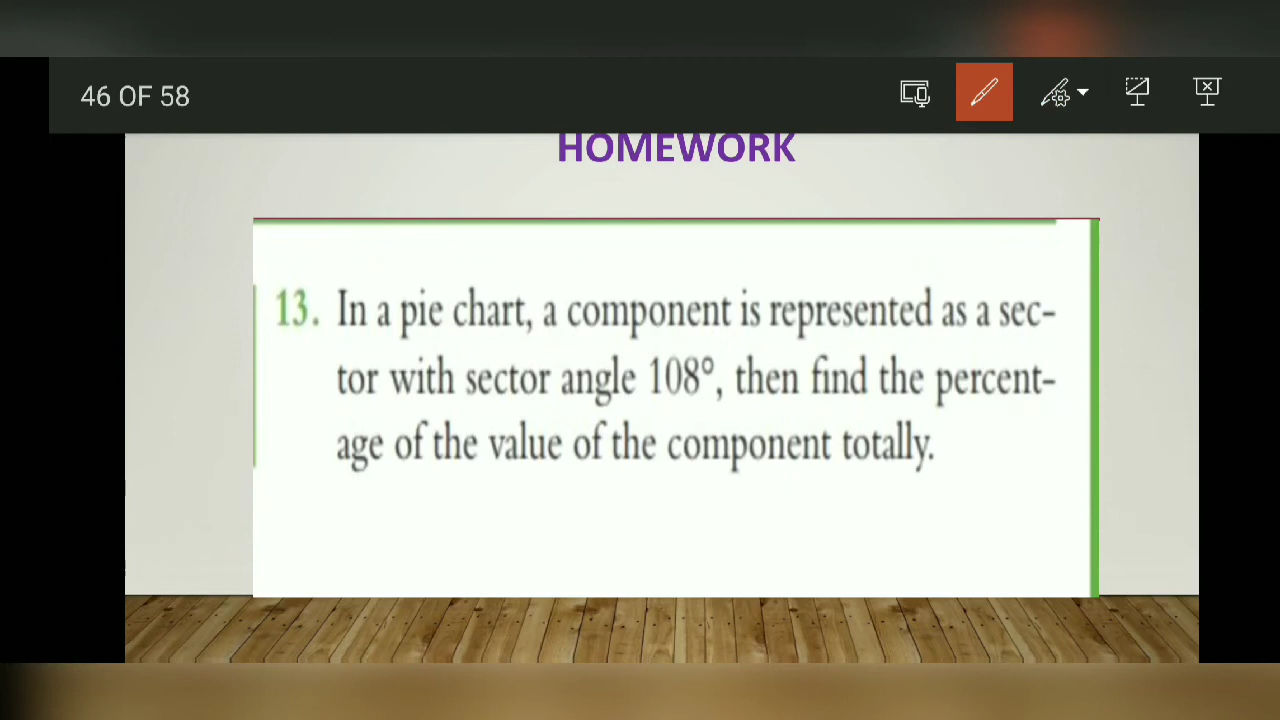 46 OF 58
HOMEWORK
13. In a pie chart, a component is represented as a sec-
tor with sector angle 108°, then find the percent-
age of the value of the component totally.